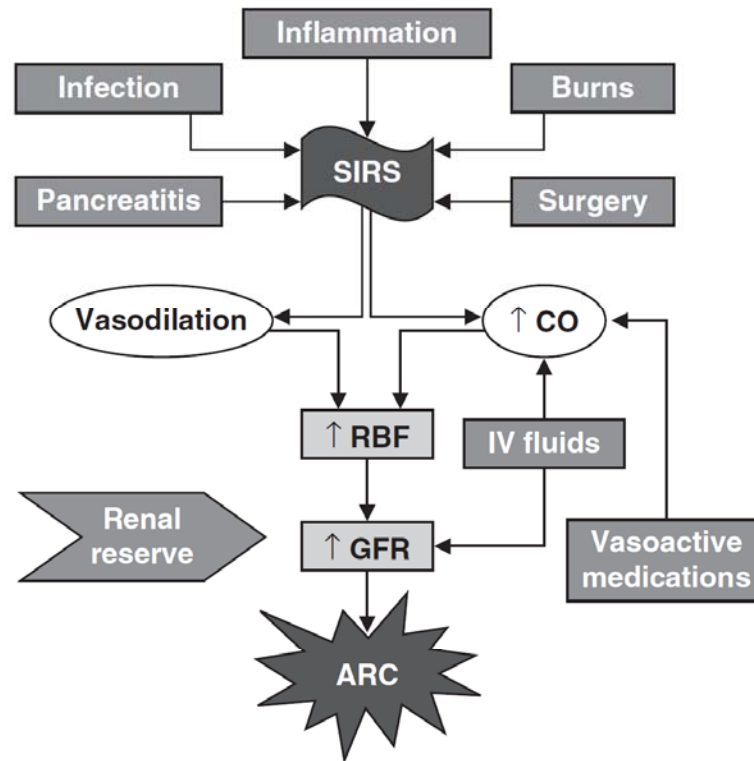 Inflammation
Infection
Burns
SIRS
Pancreatitis
Surgery
Vasodilation
↑ CO
↑ RBF
IV fluids
Renal
reserve
↑ GFR
Vasoactive
medications
ARC